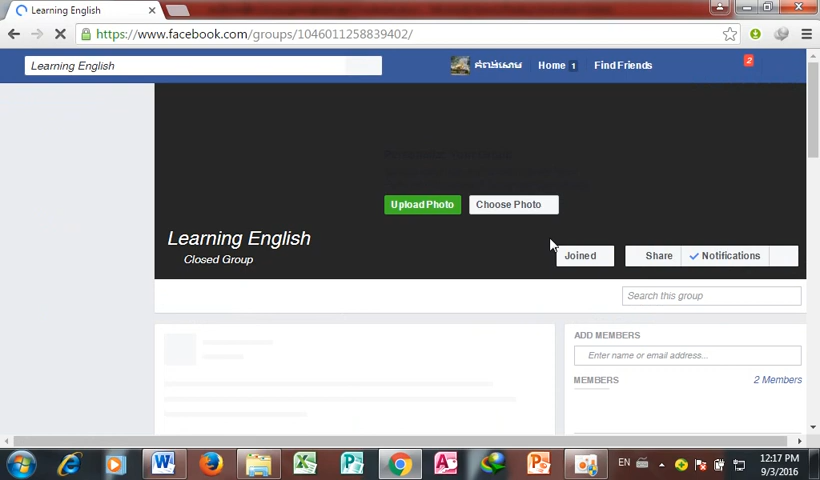 Learning English
https://www.facebook.com/groups/1046011258839402/
Learning English
Home 1
Find Friends
2
Upload Photo
Choose Photo
Learning English
Closed Group
Joined
Share
Notifications
Search this group
ADD MEMBERS
Enter name or email address...
MEMBERS
2 Members
EN
12:17 PM
9/3/2016